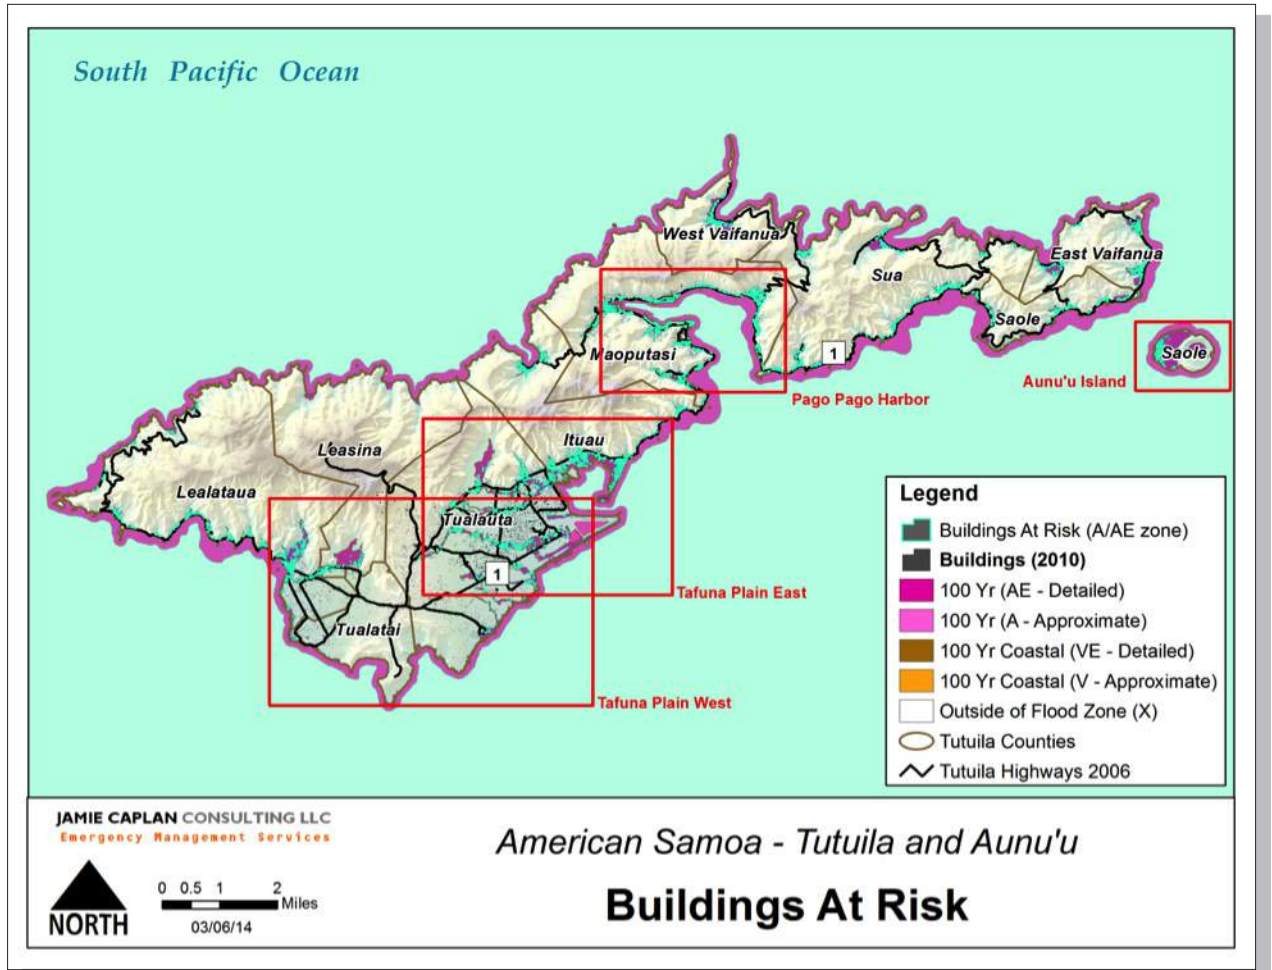 South Pacific Ocean
West Vaifanua
East Vaifanua
Sua
Saole
Maoputasi
1
Saole
Aunu'u Island
Pago Pago Harbor
Ituau
Leasina
Lealataua
Tualauta
1
Tafuna Plain East
Tualatai
Tafuna Plain West
Legend
Buildings At Risk (A/AE zone)
Buildings (2010)
100 Yr (AE - Detailed)
100 Yr (A - Approximate)
100 Yr Coastal (VE - Detailed)
100 Yr Coastal (V - Approximate)
Outside of Flood Zone (X)
Tutuila Counties
Tutuila Highways 2006
JAMIE CAPLAN CONSULTING LLC
Emergency Management Services
NORTH
0 0.5 1 2
Miles
03/06/14
American Samoa - Tutuila and Aunu'u
Buildings At Risk